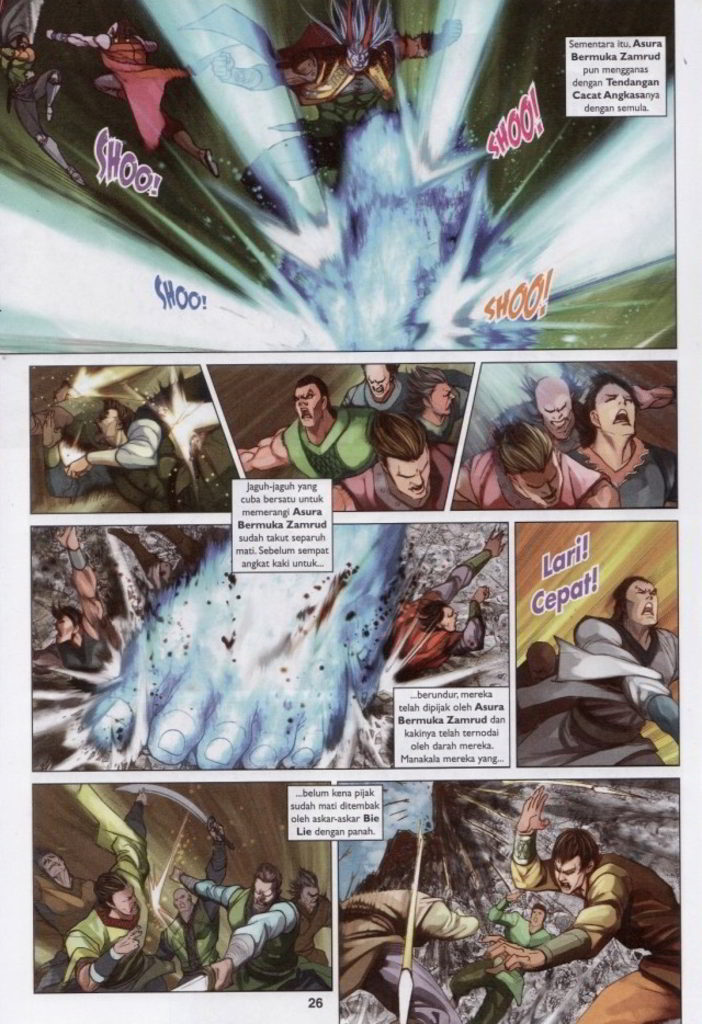 Sementara itu, Asura
Bermuka Zamrud
pun mengganas
dengan Tendangan
Cacat Angkasanya
dengan semula.
SHOO!
SHOO!
SHOO!
SHOO!
Jaguh-jaguh yang
cuba bersatu untuk
memerangi Asura
Bermuka Zamrud
sudah takut separuh
mati. Sebelum sempat
angkat kaki untuk...
Lari!
Cepat!
...berundur, mereka
telah dipijak oleh Asura
Bermuka Zamrud dan
kakinya telah ternodai
oleh darah mereka.
Manakala mereka yang...
...belum kena pijak
sudah mati ditembak
oleh askar-askar Bie
Lie dengan panah.
26